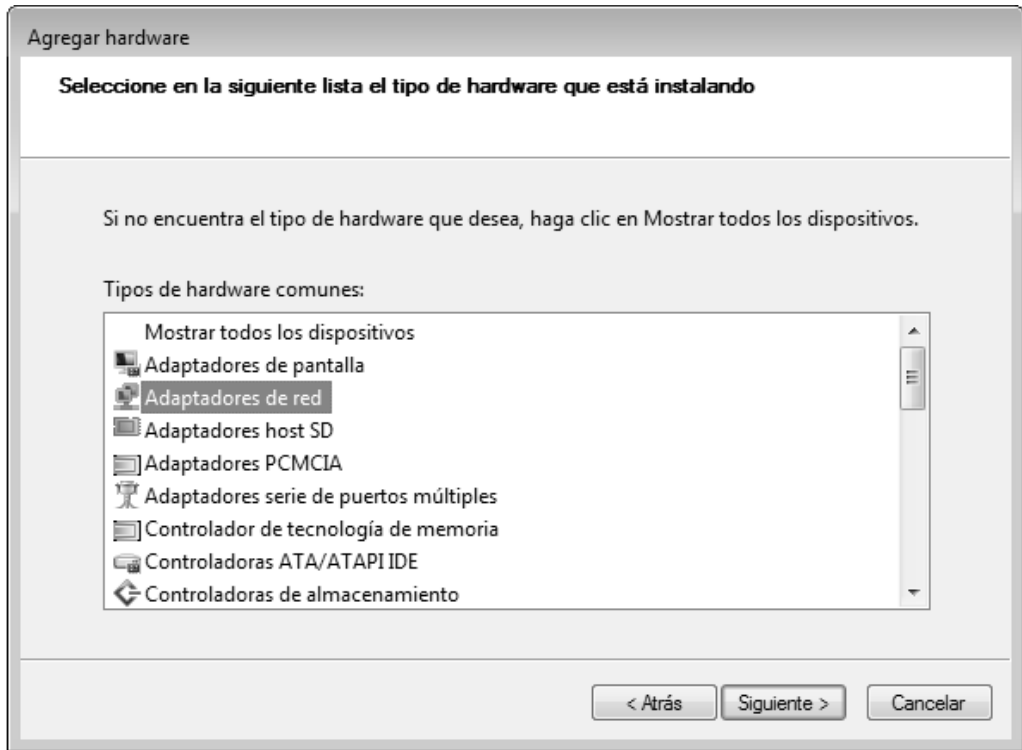 Agregar hardware
Seleccione en la siguiente lista el tipo de hardware que está instalando
Si no encuentra el tipo de hardware que desea, haga clic en Mostrar todos los dispositivos.
Tipos de hardware comunes:
Mostrar todos los dispositivos
Adaptadores de pantalla
Adaptadores de red
Adaptadores host SD
Adaptadores PCMCIA
Adaptadores serie de puertos múltiples
Controlador de tecnología de memoria
Controladoras ATA/ATAPI IDE
Controladoras de almacenamiento
< Atrás Siguiente > Cancelar